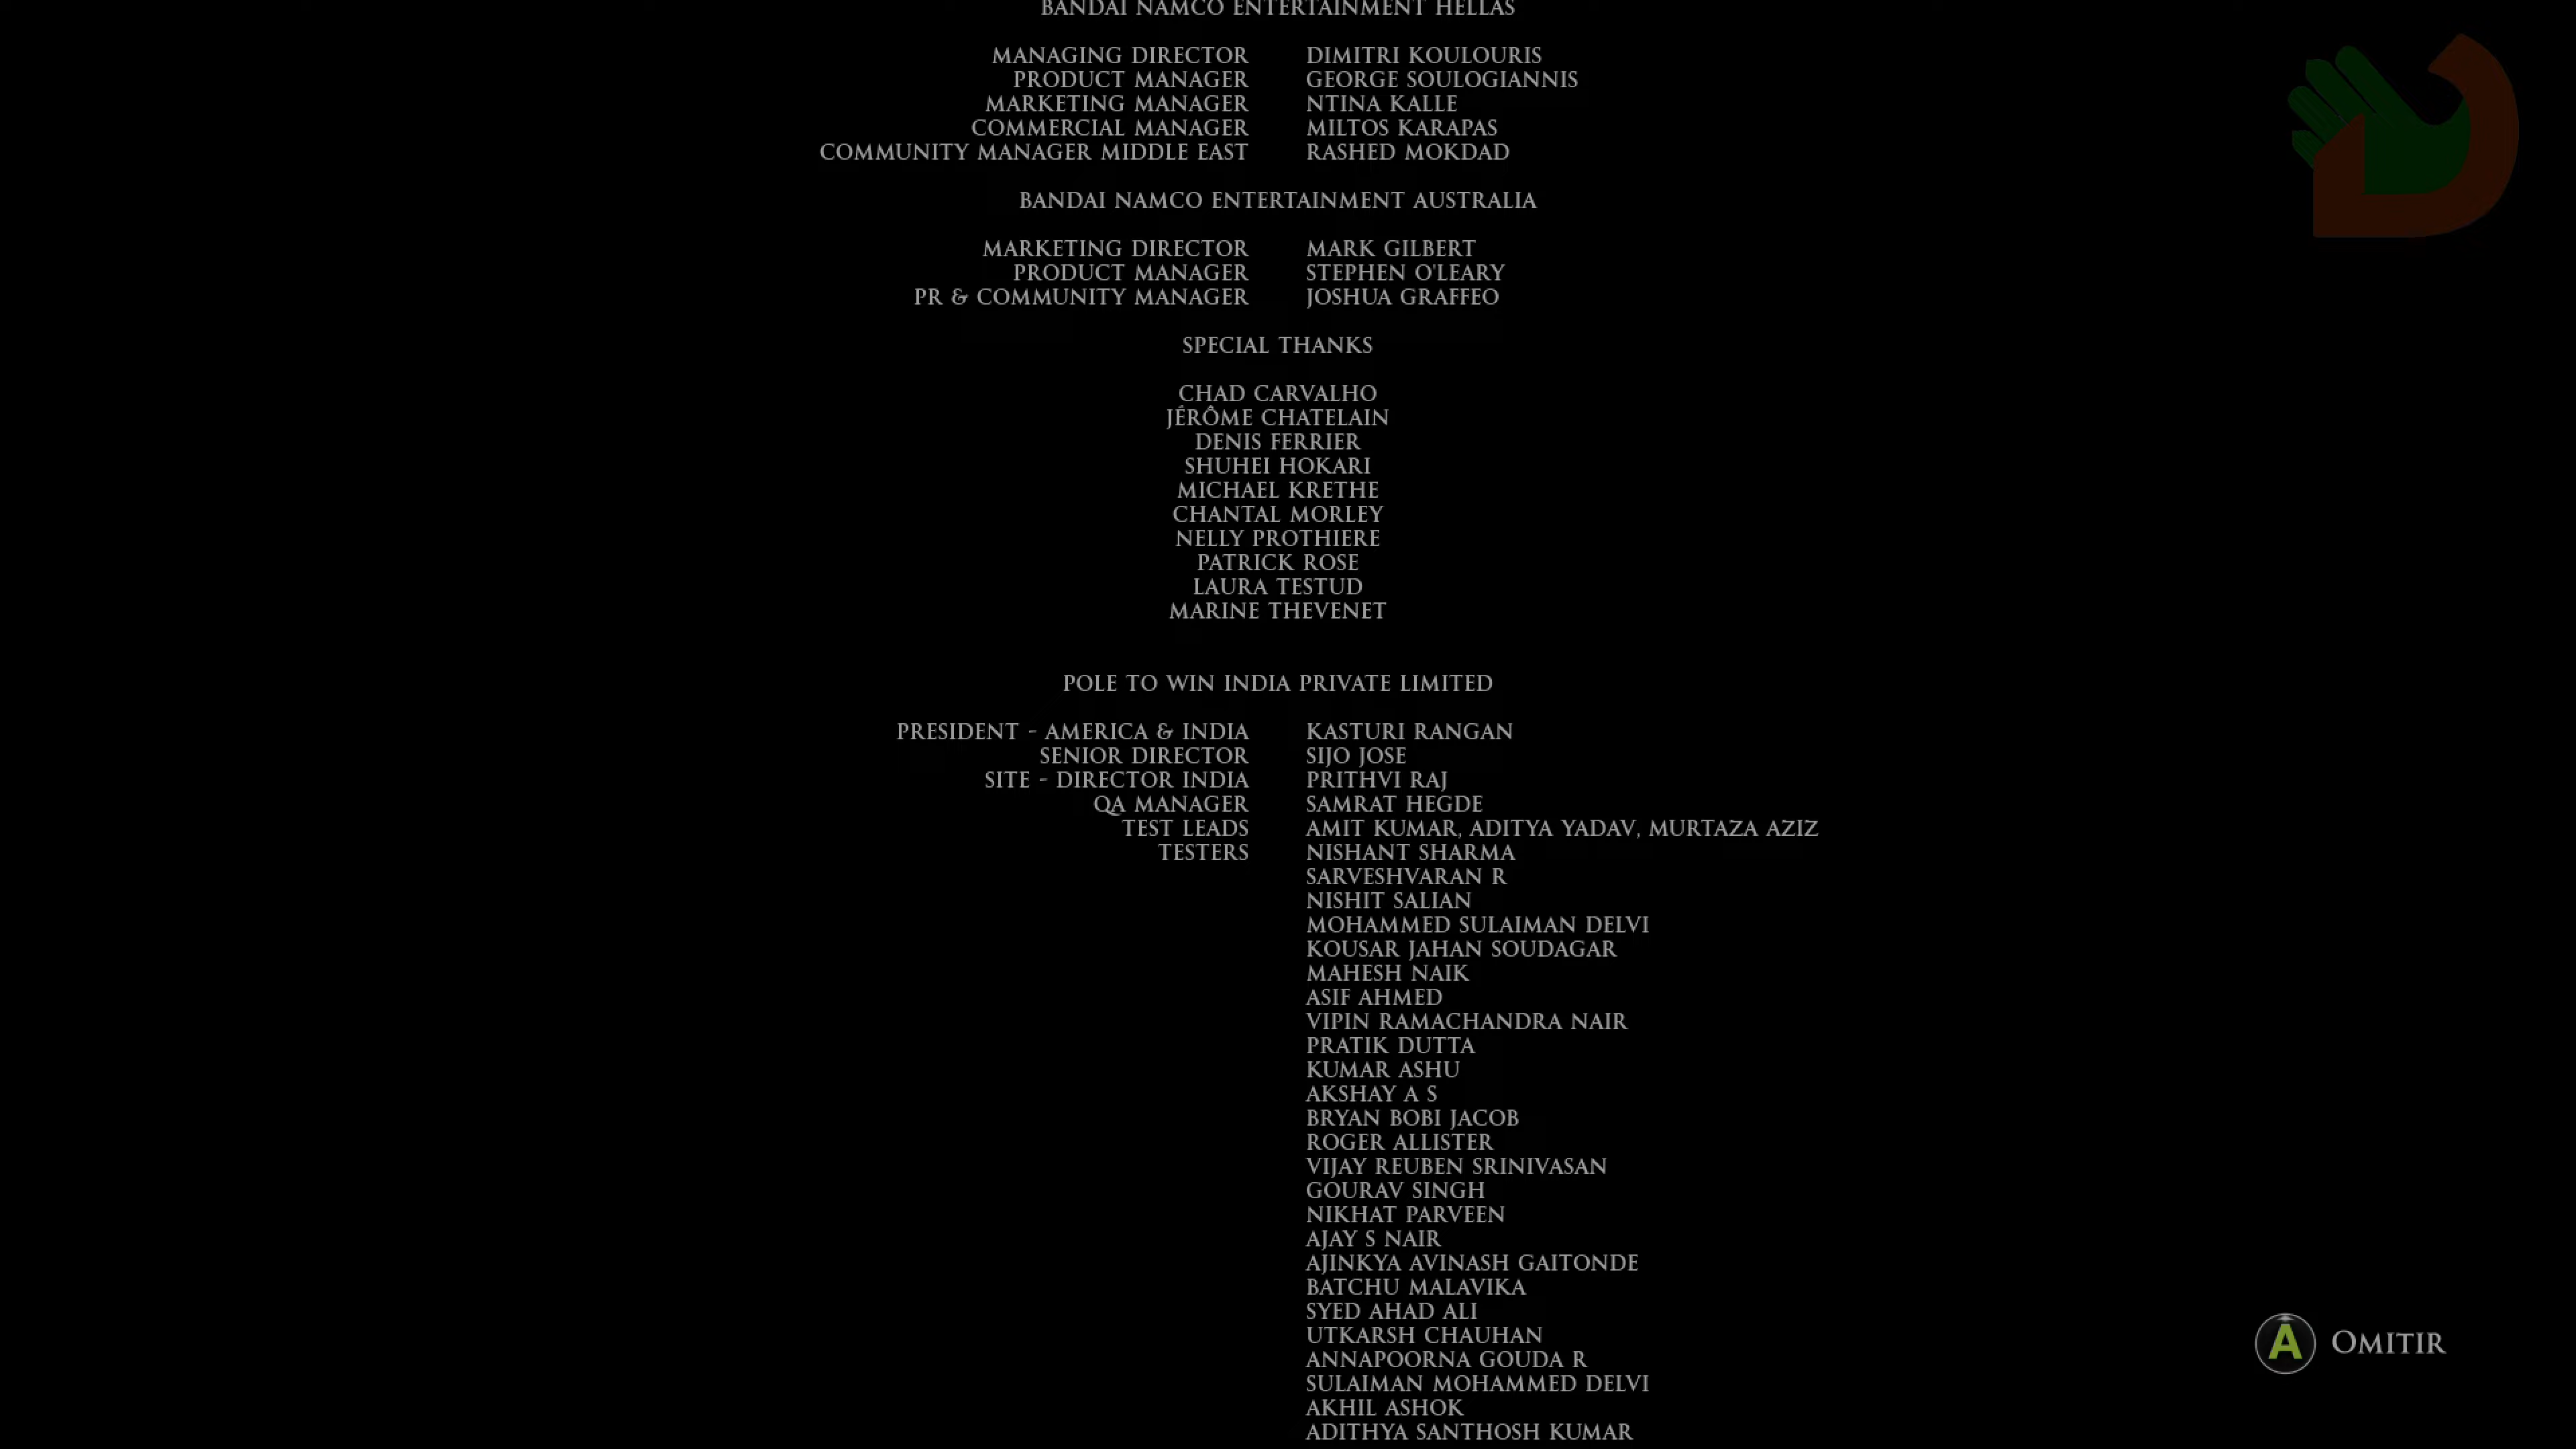 BANDAI NAMCO ENTERTAINMENT HELLAS
MANAGING DIRECTOR DIMITRI KOULOURIS
PRODUCT MANAGER GEORGE SOULOGIANNIS
MARKETING MANAGER NTINA KALLE
COMMERCIAL MANAGER MILTOS KARAPAS
COMMUNITY MANAGER MIDDLE EAST RASHED MOKDAD
BANDAI NAMCO ENTERTAINMENT AUSTRALIA
MARKETING DIRECTOR MARK GILBERT
PRODUCT MANAGER STEPHEN O'LEARY
PR & COMMUNITY MANAGER JOSHUA GRAFFEO
SPECIAL THANKS
CHAD CARVALHO
JÉRÔME CHATELAIN
DENIS FERRIER
SHUHEI HOKARI
MICHAEL KRETHE
CHANTAL MORLEY
NELLY PROTHIERE
PATRICK ROSE
LAURA TESTUD
MARINE THEVENET
POLE TO WIN INDIA PRIVATE LIMITED
PRESIDENT - AMERICA & INDIA KASTURI RANGAN
SENIOR DIRECTOR SIJO JOSE
SITE - DIRECTOR INDIA PRITHVI RAJ
QA MANAGER SAMRAT HEGDE
TEST LEADS AMIT KUMAR, ADITYA YADAV, MURTAZA AZIZ
TESTERS NISHANT SHARMA
SARVESHVARAN R
NISHIT SALIAN
MOHAMMED SULAIMAN DELVI
KOUSAR JAHAN SOUDAGAR
MAHESH NAIK
ASIF AHMED
VIPIN RAMACHANDRA NAIR
PRATIK DUTTA
KUMAR ASHU
AKSHAY A S
BRYAN BOBI JACOB
ROGER ALLISTER
VIJAY REUBEN SRINIVASAN
GOURAV SINGH
NIKHAT PARVEEN
AJAY S NAIR
AJINKYA AVINASH GAITONDE
BATCHU MALAVIKA
SYED AHAD ALI
UTKARSH CHAUHAN
ANNAPOORNA GOUDA R
SULAIMAN MOHAMMED DELVI
AKHIL ASHOK
ADITHYA SANTHOSH KUMAR
A OMITIR